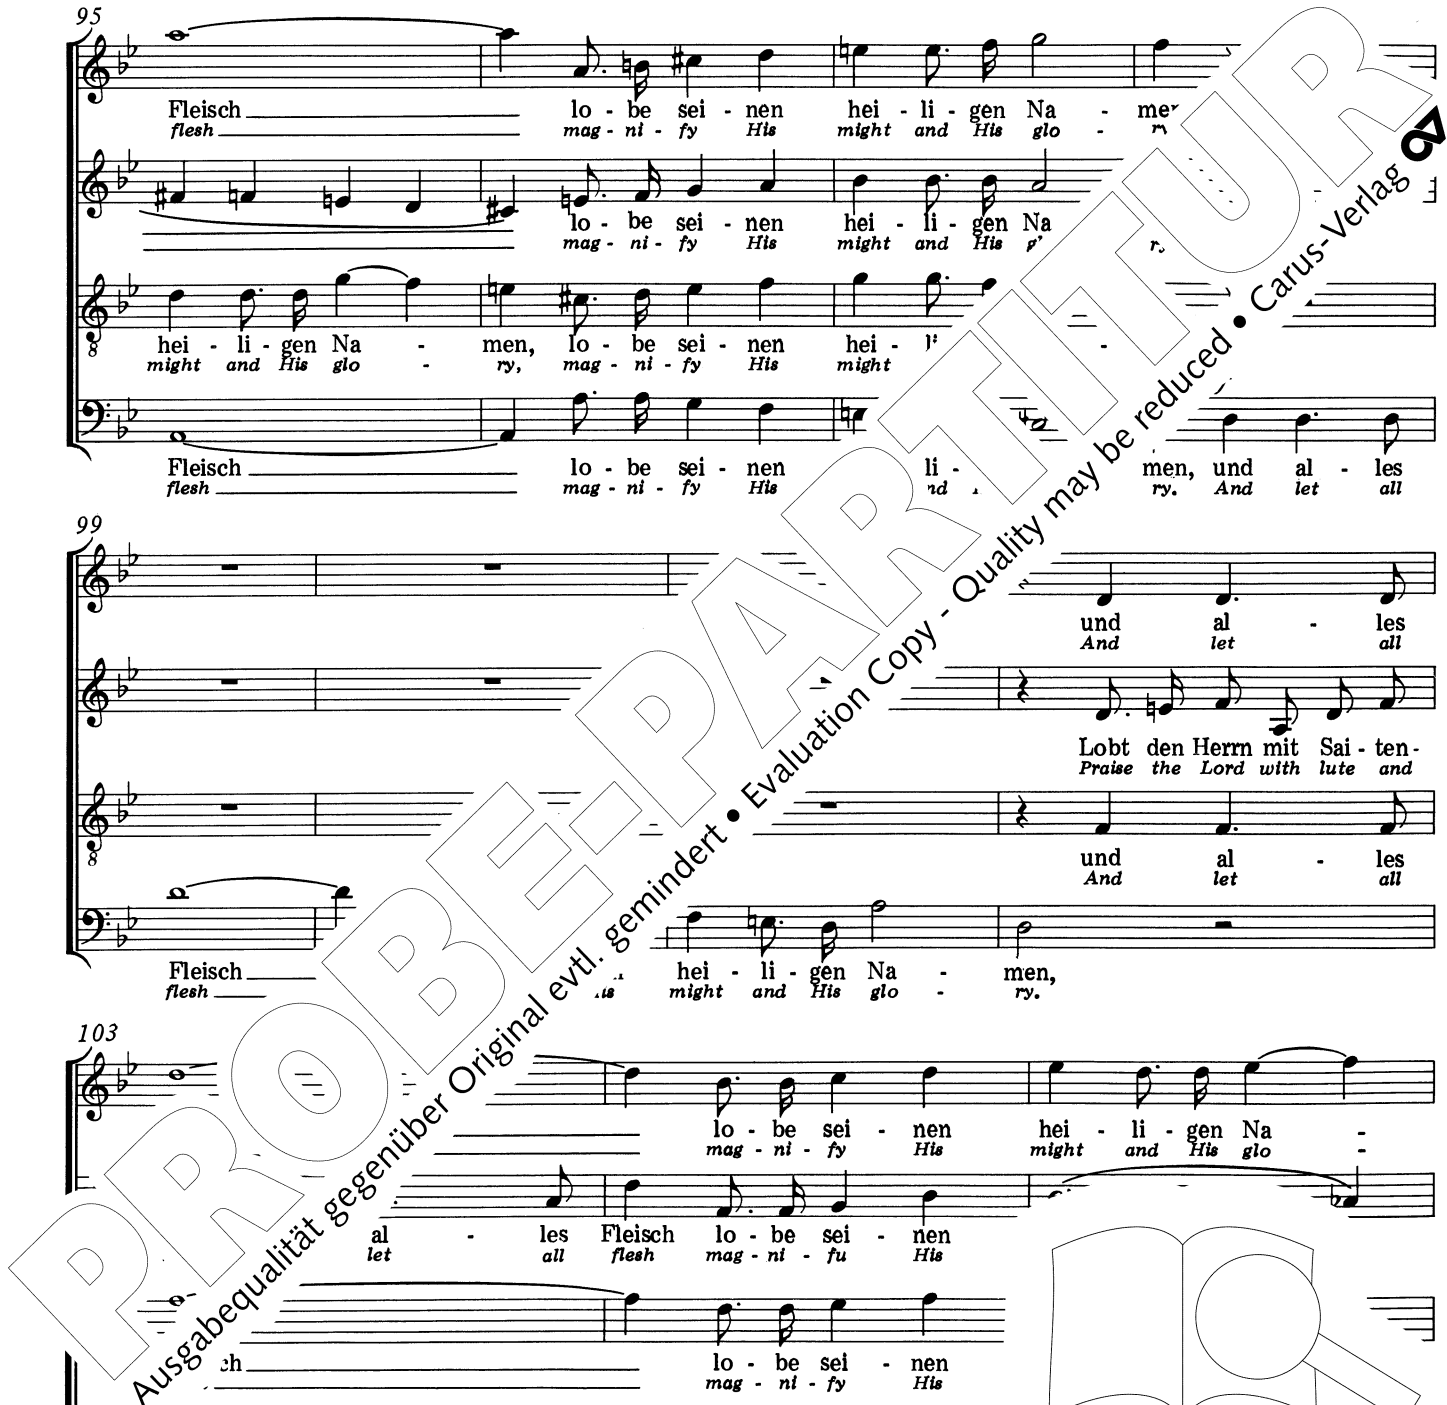 95
Fleisch lo - be sei - nen hei - li - gen Na - men
flesh mag - ni - fy His might and His glo -
lo - be sei - nen hei - li - gen Na
mag - ni - fy His might and His
hei - li - gen Na - men, lo - be sei - nen hei -
might and His glo - ry, mag - ni - fy His might
Fleisch lo - be sei - nen li - men, und al - les
flesh mag - ni - fy His ry. And let all
99
und al - les
And let all
Lobt den Herrn mit Sai - ten -
Praise the Lord with lute and
und al - les
And let all
Fleisch hei - li - gen Na - men,
flesh might and His glo - ry.
103
lo - be sei - nen hei - li - gen Na -
mag - ni - fy His might and His glo -
al - les Fleisch lo - be sei - nen
let all flesh mag - ni - fu His
lo - be sei - nen
mag - ni - fy His
PROBE-PARTITUR
Ausgabequalität gegenüber Original evtl. gemindert • Evaluation Copy - Quality may be reduced • Carus-Verlag